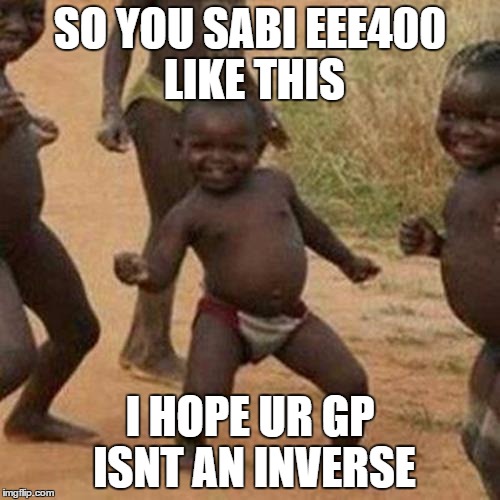 SO YOU SABI EEE400
LIKE THIS
I HOPE UR GP
ISNT AN INVERSE
imgflip.com